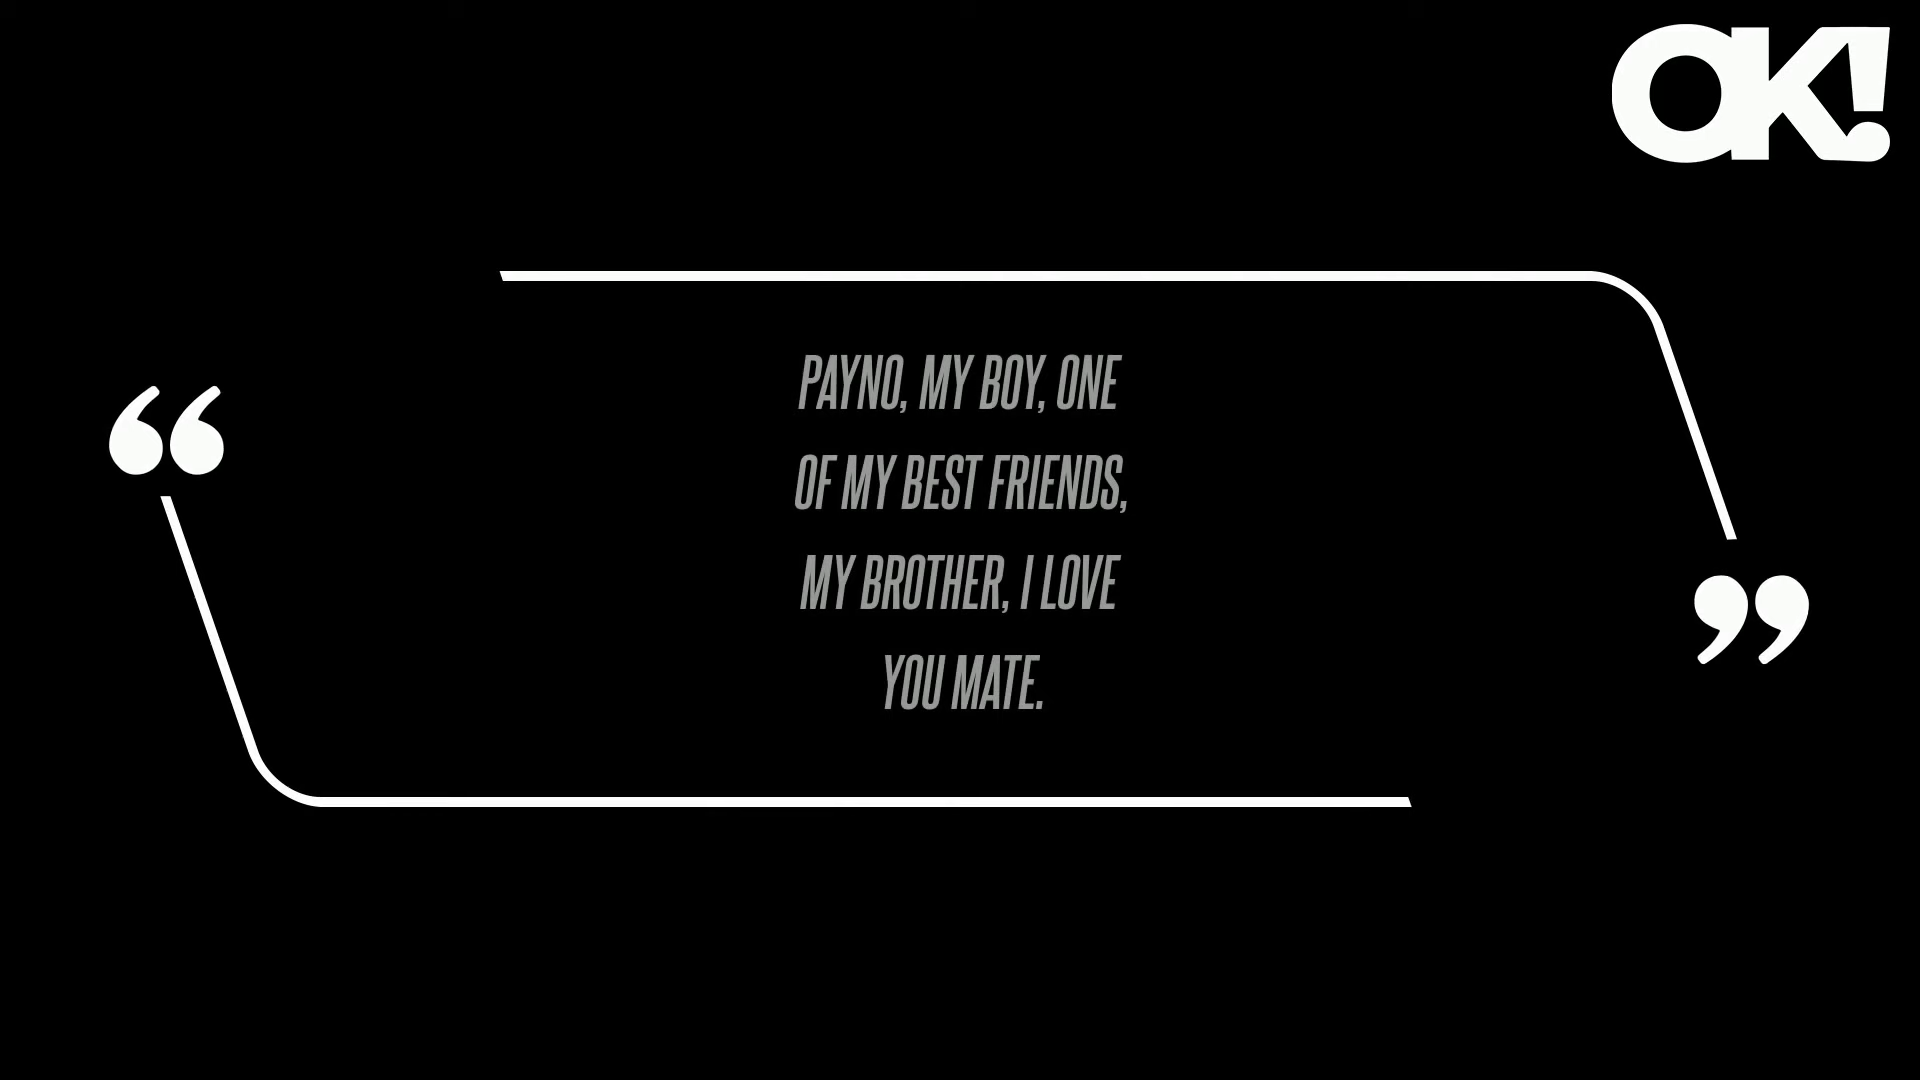 OK!
“
PAYNO, MY BOY, ONE
OF MY BEST FRIENDS,
MY BROTHER, I LOVE
YOU MATE.
”